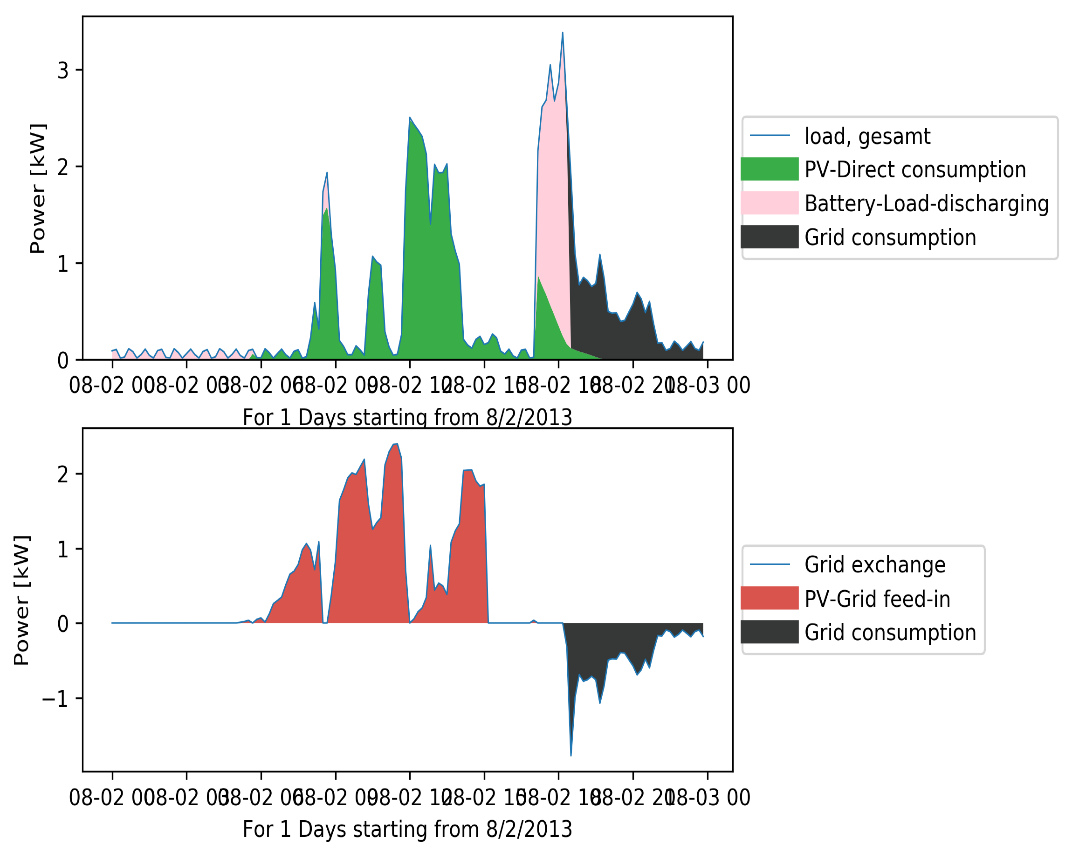 3
2
1
0
Power [kW]
08-02 00 08-02 03 08-02 06 08-02 09 08-02 12 08-02 15 08-02 18 08-02 21 08-03 00
For 1 Days starting from 8/2/2013
load, gesamt
PV-Direct consumption
Battery-Load-discharging
Grid consumption
2
1
0
−1
Power [kW]
08-02 00 08-02 03 08-02 06 08-02 09 08-02 12 08-02 15 08-02 18 08-02 21 08-03 00
For 1 Days starting from 8/2/2013
Grid exchange
PV-Grid feed-in
Grid consumption